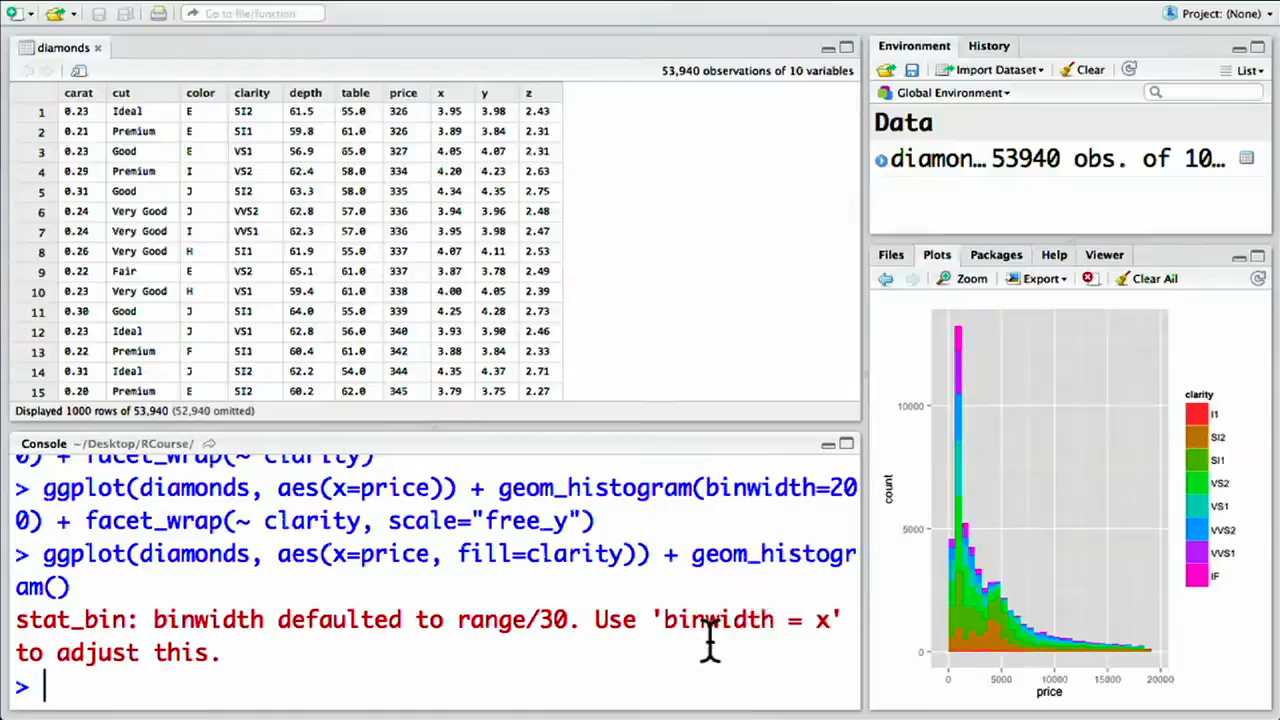 Go to file/function
Project: (None)
diamonds
53,940 observations of 10 variables
carat cut color clarity depth table price x y z
1 0.23 Ideal E SI2 61.5 55.0 326 3.95 3.98 2.43
2 0.21 Premium E SI1 59.8 61.0 326 3.89 3.84 2.31
3 0.23 Good E VS1 56.9 65.0 327 4.05 4.07 2.31
4 0.29 Premium I VS2 62.4 58.0 334 4.20 4.23 2.63
5 0.31 Good J SI2 63.3 58.0 335 4.34 4.35 2.75
6 0.24 Very Good J VVS2 62.8 57.0 336 3.94 3.96 2.48
7 0.24 Very Good I VVS1 62.3 57.0 336 3.95 3.98 2.47
8 0.26 Very Good H SI1 61.9 55.0 337 4.07 4.11 2.53
9 0.22 Fair E VS2 65.1 61.0 337 3.87 3.78 2.49
10 0.23 Very Good H VS1 59.4 61.0 338 4.00 4.05 2.39
11 0.30 Good J SI1 64.0 55.0 339 4.25 4.28 2.73
12 0.23 Ideal J VS1 62.8 56.0 340 3.93 3.90 2.46
13 0.22 Premium F SI1 60.4 61.0 342 3.88 3.84 2.33
14 0.31 Ideal J SI2 62.2 54.0 344 4.35 4.37 2.71
15 0.20 Premium E SI2 60.2 62.0 345 3.79 3.75 2.27
Displayed 1000 rows of 53,940 (52,940 omitted)
Console ~/Desktop/RCourse/
0) + facet_wrap(~ clarity)
> ggplot(diamonds, aes(x=price)) + geom_histogram(binwidth=20
0) + facet_wrap(~ clarity, scale="free_y")
> ggplot(diamonds, aes(x=price, fill=clarity)) + geom_histogr
am()
stat_bin: binwidth defaulted to range/30. Use 'binwidth = x'
to adjust this.
>
Environment History
Import Dataset Clear List
Global Environment
Data
diamon… 53940 obs. of 10…
Files Plots Packages Help Viewer
Zoom Export Clear All
10000
5000
0
count
0 5000 10000 15000 20000
price
clarity
I1
SI2
SI1
VS2
VS1
VVS2
VVS1
IF